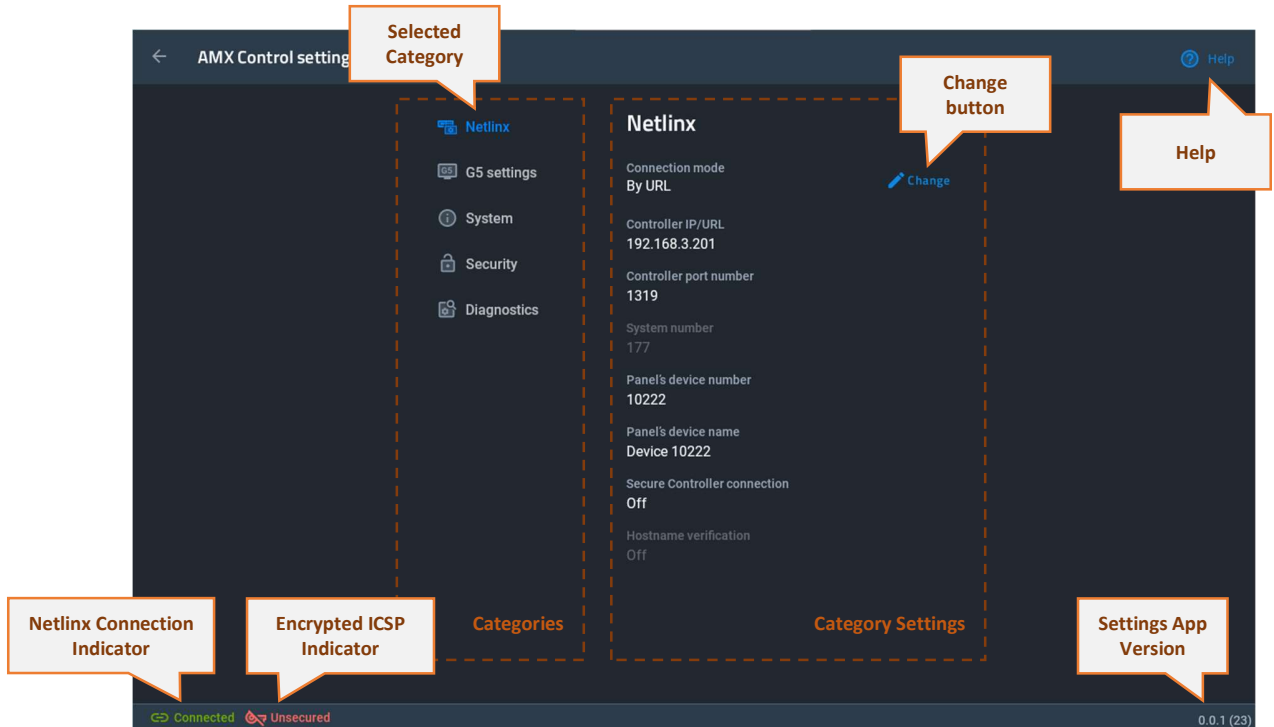 Selected
Category
AMX Control setting
Help
Change
button
Help
Netlinx
G5 settings
System
Security
Diagnostics
Netlinx
Connection mode
By URL
Change
Controller IP/URL
192.168.3.201
Controller port number
1319
System number
177
Panel's device number
10222
Panel's device name
Device 10222
Secure Controller connection
Off
Hostname verification
Off
Categories
Category Settings
Netlinx Connection
Indicator
Encrypted ICSP
Indicator
Settings App
Version
Connected
Unsecured
0.0.1 (23)